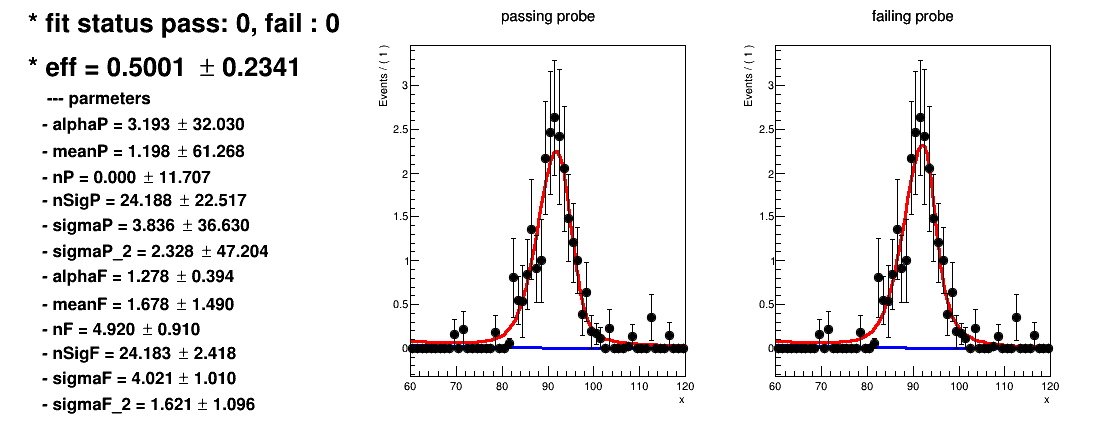 * fit status pass: 0, fail : 0
* eff = 0.5001 ± 0.2341
--- parmeters
- alphaP = 3.193 ± 32.030
- meanP = 1.198 ± 61.268
- nP = 0.000 ± 11.707
- nSigP = 24.188 ± 22.517
- sigmaP = 3.836 ± 36.630
- sigmaP_2 = 2.328 ± 47.204
- alphaF = 1.278 ± 0.394
- meanF = 1.678 ± 1.490
- nF = 4.920 ± 0.910
- nSigF = 24.183 ± 2.418
- sigmaF = 4.021 ± 1.010
- sigmaF_2 = 1.621 ± 1.096
passing probe
Events / ( 1 )
3
2.5
2
1.5
1
0.5
0
60 70 80 90 100 110 120
x
failing probe
Events / ( 1 )
3
2.5
2
1.5
1
0.5
0
60 70 80 90 100 110 120
x